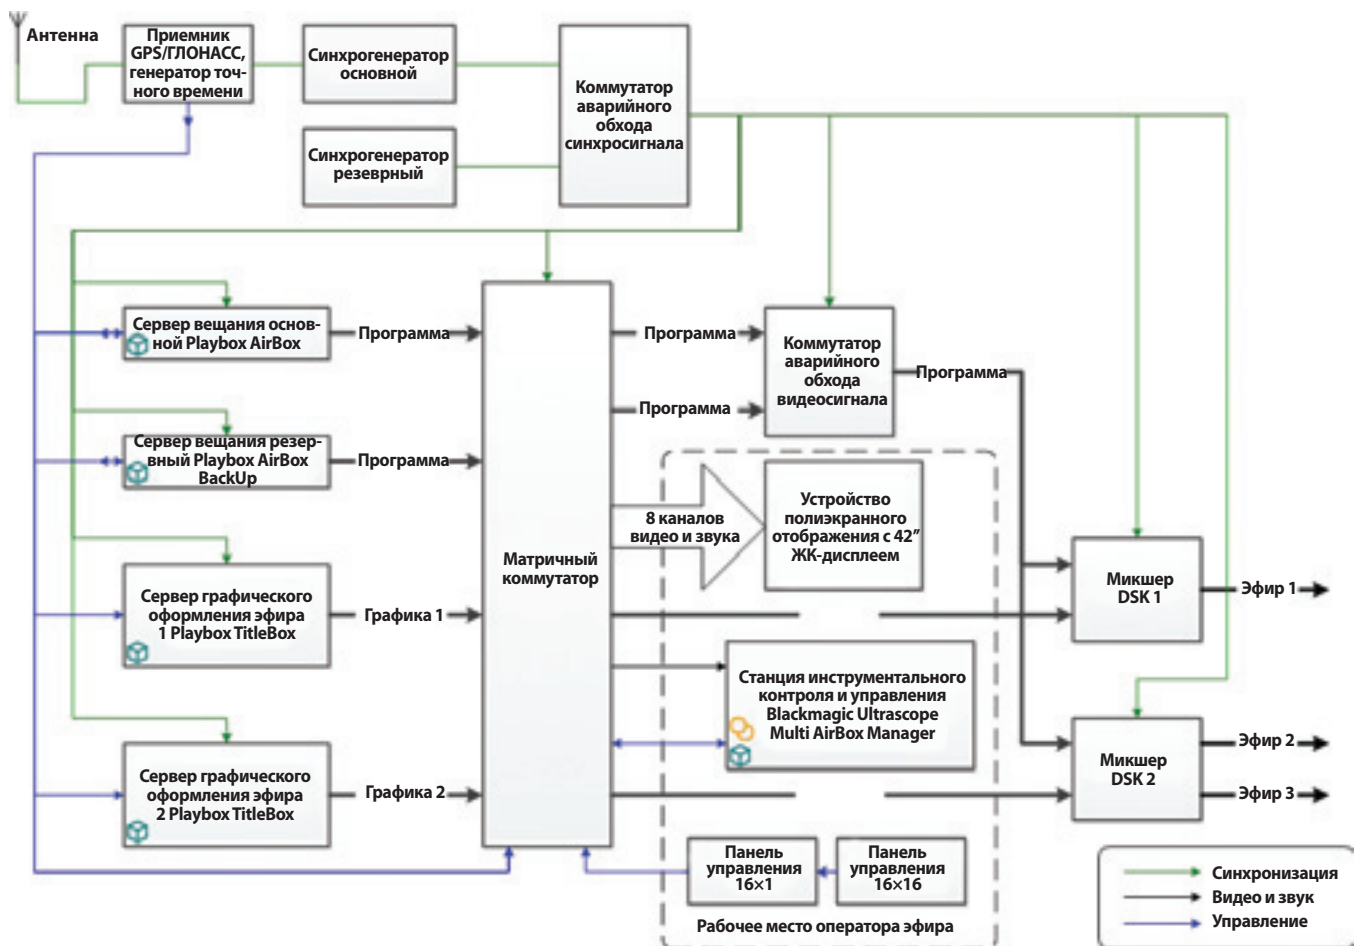 Антенна
Приемник
GPS/ГЛОНАСС,
генератор точ-
ного времени
Синхрогенератор
основной
Синхрогенератор
резеврный
Коммутатор
аварийного
обхода
синхросигнала
Сервер вещания основ-
ной Playbox AirBox
Программа
Сервер вещания резер-
вный Playbox AirBox
BackUp
Программа
Сервер графического
оформления эфира
1 Playbox TitleBox
Графика 1
Сервер графического
оформления эфира
2 Playbox TitleBox
Графика 2
Матричный
коммутатор
Программа
Программа
Коммутатор
аварийного
обхода
видеосигнала
Программа
8 каналов
видео и звука
Устройство
полиэкранного
отображения с 42″
ЖК-дисплеем
Станция инструментального
контроля и управления
Blackmagic Ultrascope
Multi AirBox Manager
Панель
управления
16×1
Панель
управления
16×16
Рабочее место оператора эфира
Микшер
DSK 1
Эфир 1
Микшер
DSK 2
Эфир 2
Эфир 3
Синхронизация
Видео и звук
Управление